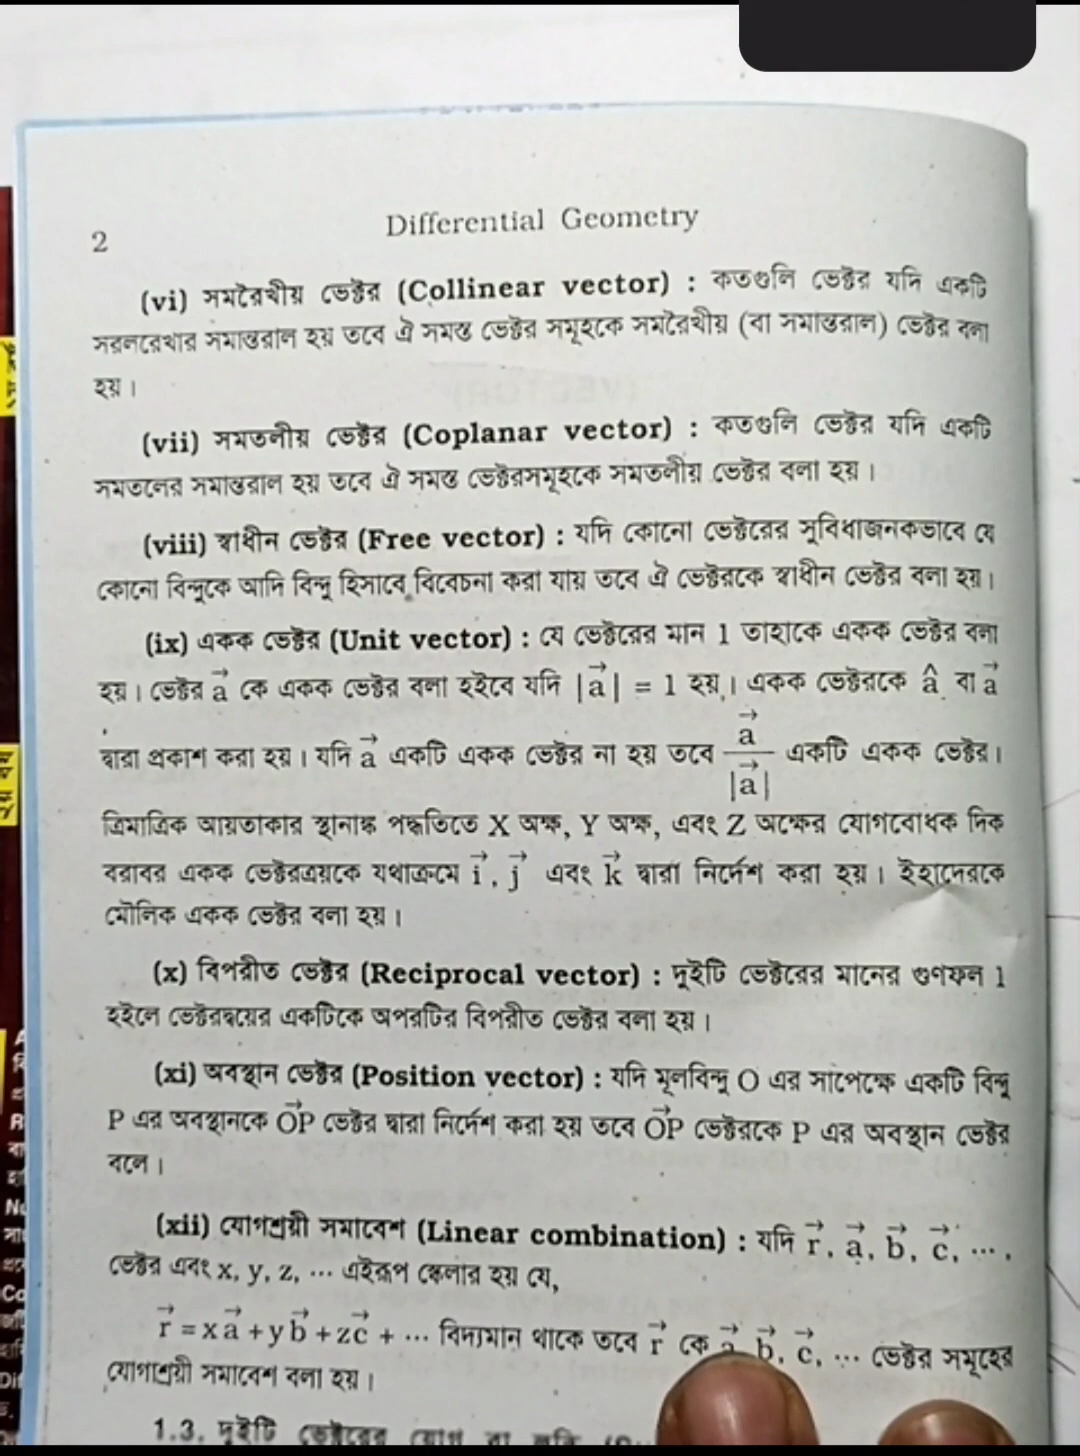 2
Differential Geometry
(vi) সমরৈখীয় ভেক্টর (Collinear vector) : কতগুলি ভেক্টর যদি একটি
সরলরেখার সমান্তরাল হয় তবে ঐ সমস্ত ভেক্টর সমূহকে সমরৈখীয় (বা সমান্তরাল) ভেক্টর বলা
হয়।
(vii) সমতলীয় ভেক্টর (Coplanar vector) : কতগুলি ভেক্টর যদি একটি
সমতলের সমান্তরাল হয় তবে ঐ সমস্ত ভেক্টরসমূহকে সমতলীয় ভেক্টর বলা হয়।
(viii) স্বাধীন ভেক্টর (Free vector) : যদি কোনো ভেক্টরের সুবিধাজনকভাবে যে
কোনো বিন্দুকে আদি বিন্দু হিসাবে বিবেচনা করা যায় তবে ঐ ভেক্টরকে স্বাধীন ভেক্টর বলা হয়।
(ix) একক ভেক্টর (Unit vector) : যে ভেক্টরের মান 1 তাহাকে একক ভেক্টর বলা
হয়। ভেক্টর a⃗ কে একক ভেক্টর বলা হইবে যদি |a⃗| = 1 হয়। একক ভেক্টরকে â বা a⃗
দ্বারা প্রকাশ করা হয়। যদি a⃗ একটি একক ভেক্টর না হয় তবে a⃗/|a⃗| একটি একক ভেক্টর।
ত্রিমাত্রিক আয়তাকার স্থানাঙ্ক পদ্ধতিতে X অক্ষ, Y অক্ষ, এবং Z অক্ষের যোগবোধক দিক
বরাবর একক ভেক্টরত্রয়কে যথাক্রমে i⃗, j⃗ এবং k⃗ দ্বারা নির্দেশ করা হয়। ইহাদেরকে
মৌলিক একক ভেক্টর বলা হয়।
(x) বিপরীত ভেক্টর (Reciprocal vector) : দুইটি ভেক্টরের মানের গুণফল 1
হইলে ভেক্টরদ্বয়ের একটিকে অপরটির বিপরীত ভেক্টর বলা হয়।
(xi) অবস্থান ভেক্টর (Position vector) : যদি মূলবিন্দু O এর সাপেক্ষে একটি বিন্দু
P এর অবস্থানকে O⃗P ভেক্টর দ্বারা নির্দেশ করা হয় তবে O⃗P ভেক্টরকে P এর অবস্থান ভেক্টর
বলে।
(xii) যোগাশ্রয়ী সমাবেশ (Linear combination) : যদি r⃗, a⃗, b⃗, c⃗, ... ,
ভেক্টর এবং x, y, z, ... এইরূপ স্কেলার হয় যে,
r⃗ = xa⃗ + yb⃗ + zc⃗ + ... বিদ্যমান থাকে তবে r⃗ কে a⃗ b⃗, c⃗, ... ভেক্টর সমূহের
যোগাশ্রয়ী সমাবেশ বলা হয়।
1.3. দুইটি ভেক্টরের যোগ বা